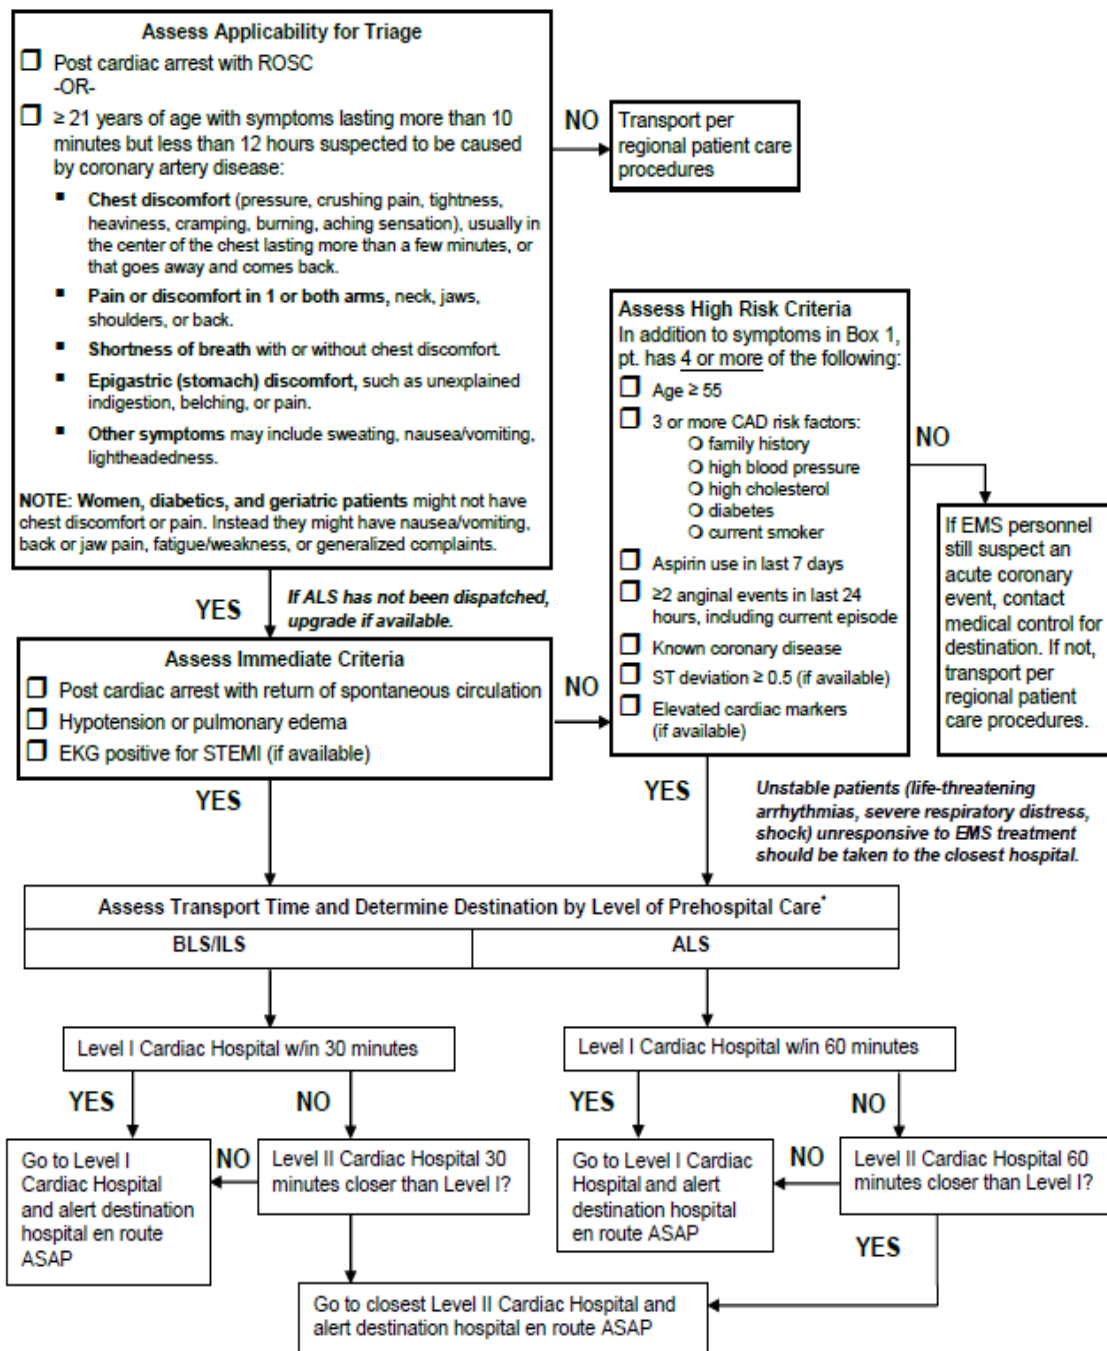 Assess Applicability for Triage
❒ Post cardiac arrest with ROSC
-OR-
❒ ≥ 21 years of age with symptoms lasting more than 10
minutes but less than 12 hours suspected to be caused
by coronary artery disease:
▪ Chest discomfort (pressure, crushing pain, tightness,
heaviness, cramping, burning, aching sensation), usually in
the center of the chest lasting more than a few minutes, or
that goes away and comes back.
▪ Pain or discomfort in 1 or both arms, neck, jaws,
shoulders, or back.
▪ Shortness of breath with or without chest discomfort.
▪ Epigastric (stomach) discomfort, such as unexplained
indigestion, belching, or pain.
▪ Other symptoms may include sweating, nausea/vomiting,
lightheadedness.
NOTE: Women, diabetics, and geriatric patients might not have
chest discomfort or pain. Instead they might have nausea/vomiting,
back or jaw pain, fatigue/weakness, or generalized complaints.
NO
Transport per
regional patient care
procedures
YES
If ALS has not been dispatched,
upgrade if available.
Assess Immediate Criteria
❒ Post cardiac arrest with return of spontaneous circulation
❒ Hypotension or pulmonary edema
❒ EKG positive for STEMI (if available)
NO
Assess High Risk Criteria
In addition to symptoms in Box 1,
pt. has 4 or more of the following:
❒ Age ≥ 55
❒ 3 or more CAD risk factors:
❍ family history
❍ high blood pressure
❍ high cholesterol
❍ diabetes
❍ current smoker
❒ Aspirin use in last 7 days
❒ ≥2 anginal events in last 24
hours, including current episode
❒ Known coronary disease
❒ ST deviation ≥ 0.5 (if available)
❒ Elevated cardiac markers
(if available)
NO
If EMS personnel
still suspect an
acute coronary
event, contact
medical control for
destination. If not,
transport per
regional patient
care procedures.
YES
YES
Unstable patients (life-threatening
arrhythmias, severe respiratory distress,
shock) unresponsive to EMS treatment
should be taken to the closest hospital.
Assess Transport Time and Determine Destination by Level of Prehospital Care*
BLS/ILS
ALS
Level I Cardiac Hospital w/in 30 minutes
Level I Cardiac Hospital w/in 60 minutes
YES
NO
YES
NO
Go to Level I
Cardiac Hospital
and alert destination
hospital en route
ASAP
NO
Level II Cardiac Hospital 30
minutes closer than Level I?
Go to Level I Cardiac
Hospital and alert
destination hospital
en route ASAP
NO
Level II Cardiac Hospital 60
minutes closer than Level I?
YES
Go to closest Level II Cardiac Hospital and
alert destination hospital en route ASAP